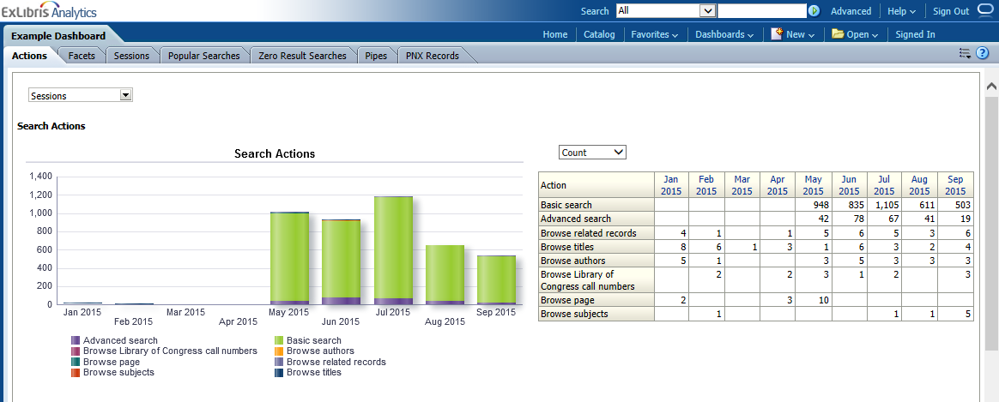 ExLibris Analytics
Search All Advanced Help Sign Out
Example Dashboard Home Catalog Favorites Dashboards New Open Signed In
Actions Facets Sessions Popular Searches Zero Result Searches Pipes PNX Records
Sessions
Search Actions
Search Actions
1,400
1,200
1,000
800
600
400
200
0
Jan 2015 Feb 2015 Mar 2015 Apr 2015 May 2015 Jun 2015 Jul 2015 Aug 2015 Sep 2015
Advanced search Basic search
Browse Library of Congress call numbers Browse authors
Browse page Browse related records
Browse subjects Browse titles
Count
Action Jan 2015 Feb 2015 Mar 2015 Apr 2015 May 2015 Jun 2015 Jul 2015 Aug 2015 Sep 2015
Basic search 948 835 1,105 611 503
Advanced search 42 78 67 41 19
Browse related records 4 1 1 5 6 5 3 6
Browse titles 8 6 1 3 1 6 3 2 4
Browse authors 5 1 3 5 3 3 3
Browse Library of Congress call numbers 2 2 3 1 2 3
Browse page 2 3 10
Browse subjects 1 1 1 5